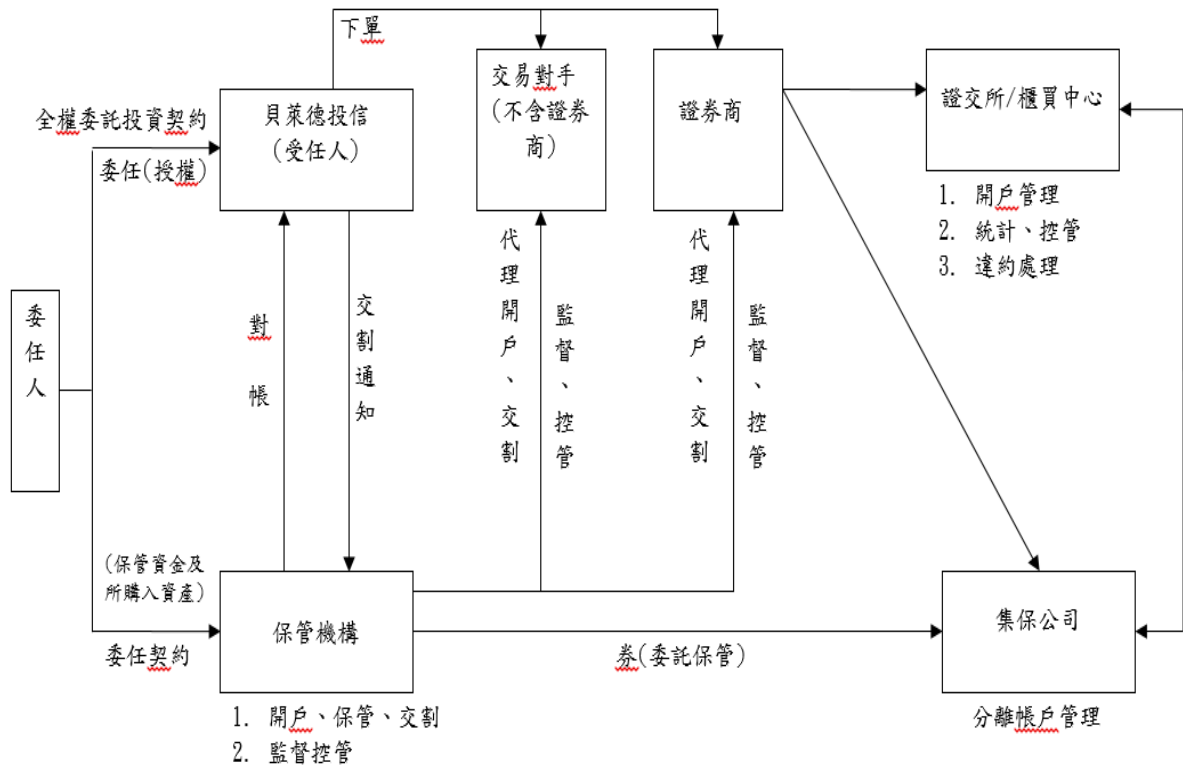 下單
全權委託投資契約
委任(授權)
貝萊德投信
(受任人)
交易對手
(不含證券
商)
證券商
證交所/櫃買中心
1. 開戶管理
2. 統計、控管
3. 違約處理
委任人
對帳
交割通知
代理開戶、交割
監督、控管
代理開戶、交割
監督、控管
(保管資金及
所購入資產)
委任契約
保管機構
1. 開戶、保管、交割
2. 監督控管
券(委託保管)
集保公司
分離帳戶管理